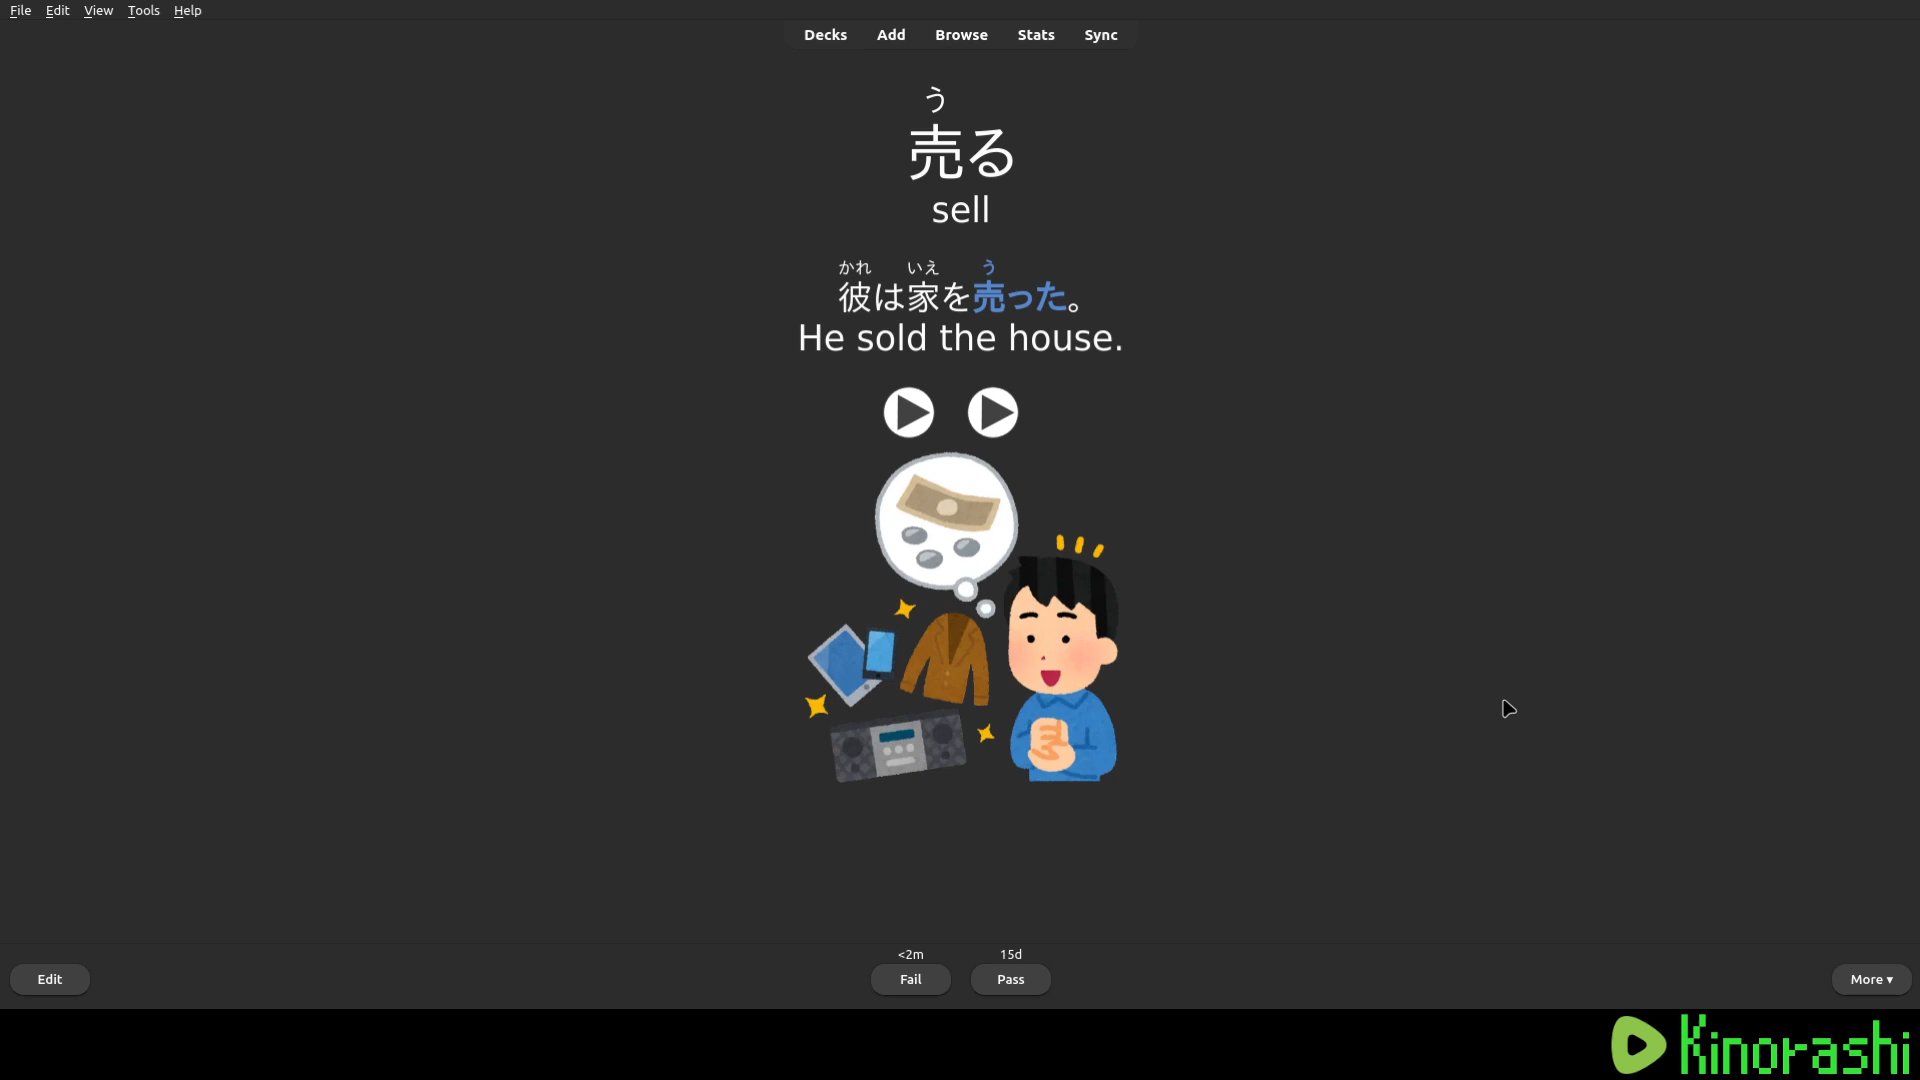 File Edit View Tools Help
Decks Add Browse Stats Sync
う
売る
sell
かれ いえ う
彼は家を売った。
He sold the house.
<2m 15d
Edit Fail Pass More ▾
Kinorashi